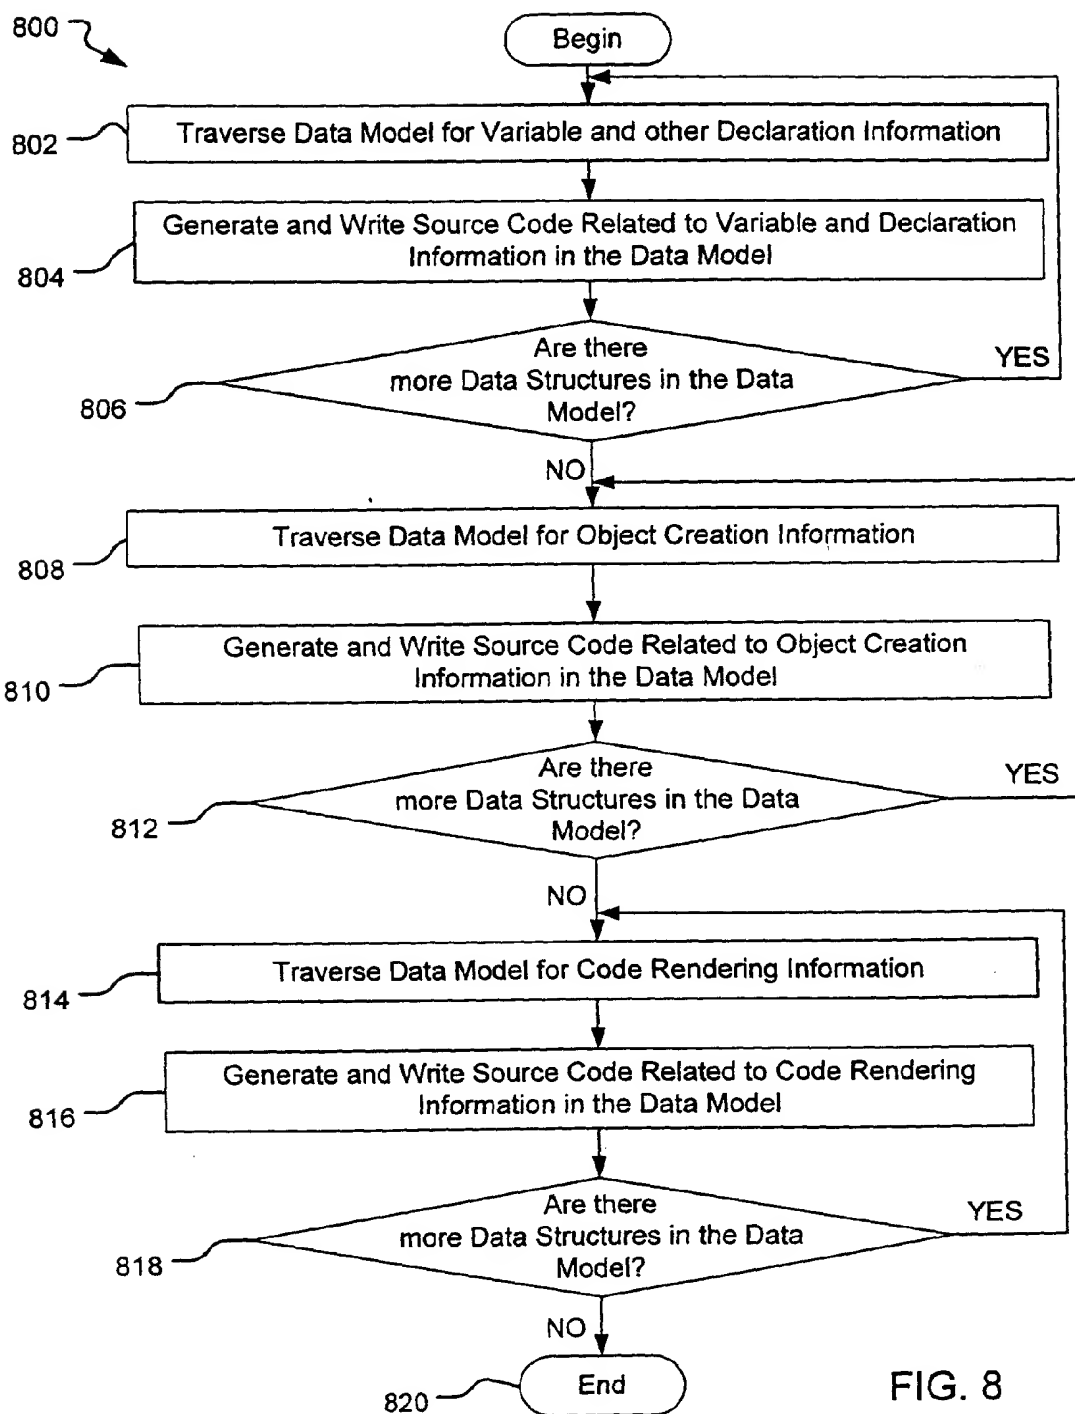 800
Begin
802
Traverse Data Model for Variable and other Declaration Information
804
Generate and Write Source Code Related to Variable and Declaration
Information in the Data Model
806
Are there
more Data Structures in the Data
Model?
YES
NO
808
Traverse Data Model for Object Creation Information
810
Generate and Write Source Code Related to Object Creation
Information in the Data Model
812
Are there
more Data Structures in the Data
Model?
YES
NO
814
Traverse Data Model for Code Rendering Information
816
Generate and Write Source Code Related to Code Rendering
Information in the Data Model
818
Are there
more Data Structures in the Data
Model?
YES
NO
820
End
FIG. 8